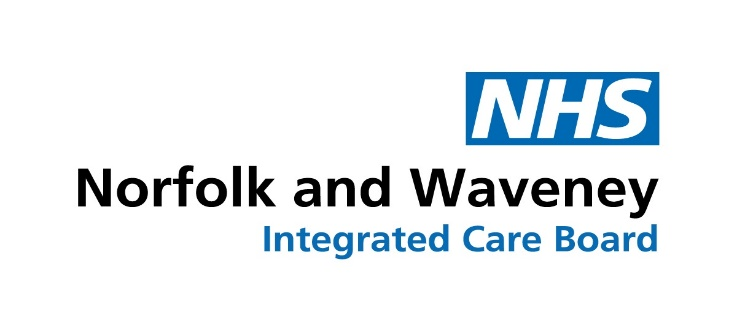 NHS
Norfolk and Waveney
Integrated Care Board